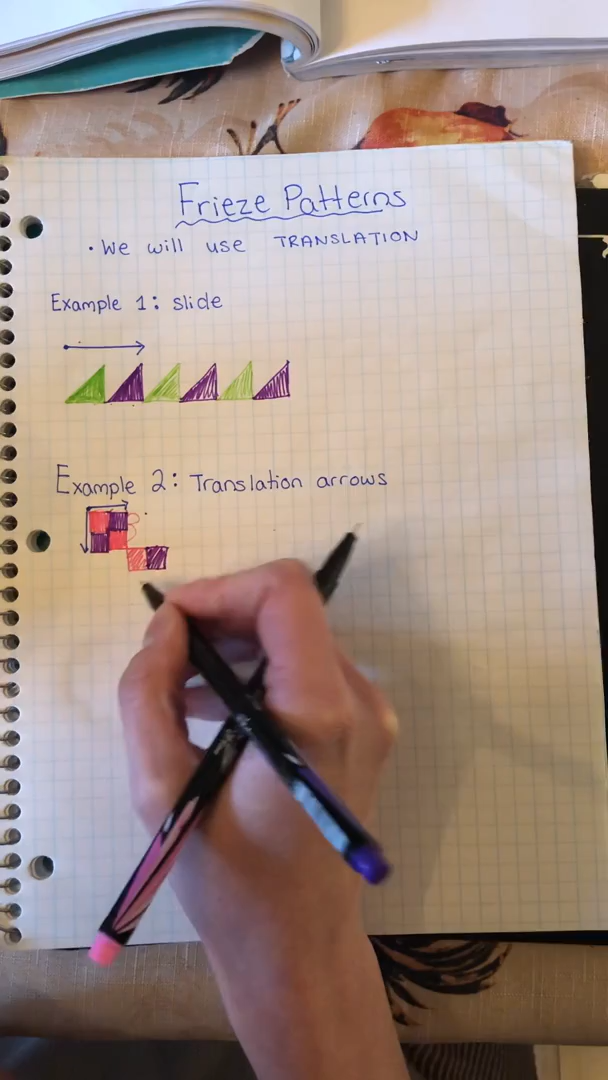 Frieze Patterns
• We will use TRANSLATION
Example 1: slide
Example 2: Translation arrows